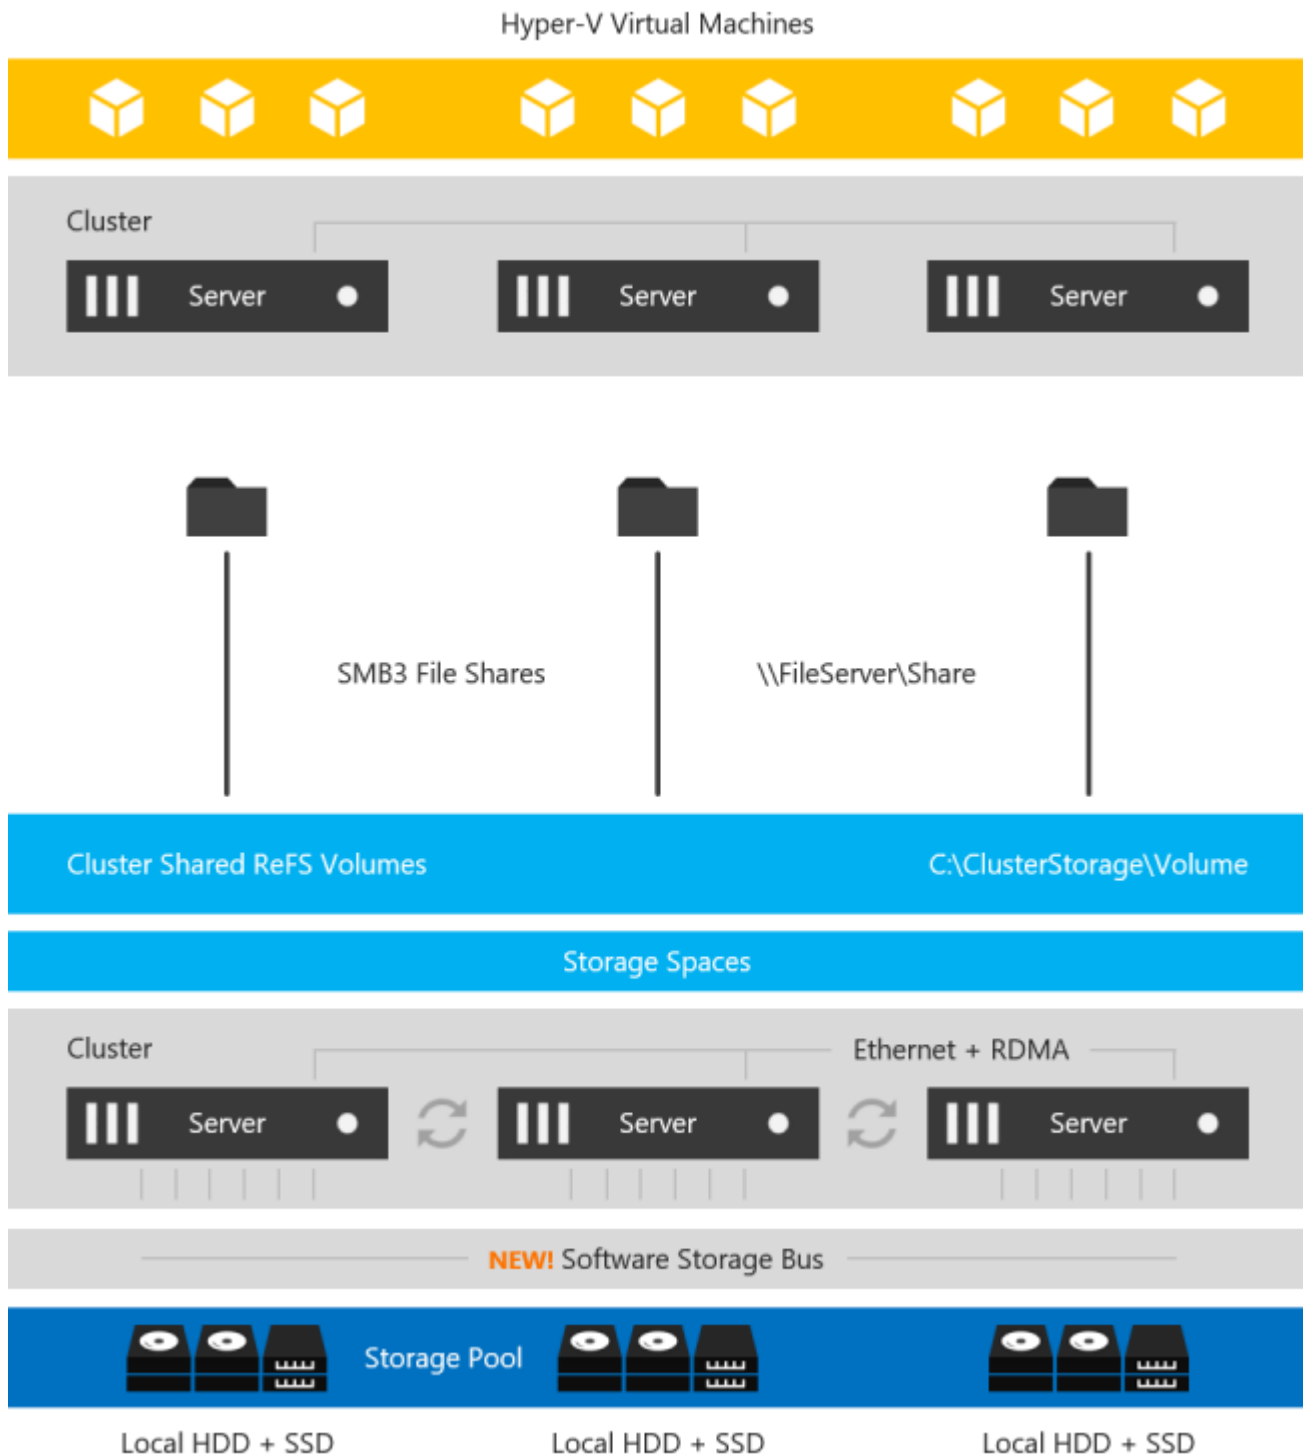 Hyper-V Virtual Machines
Cluster
Server Server Server
SMB3 File Shares \\FileServer\Share
Cluster Shared ReFS Volumes C:\ClusterStorage\Volume
Storage Spaces
Cluster Ethernet + RDMA
Server Server Server
NEW! Software Storage Bus
Storage Pool
Local HDD + SSD Local HDD + SSD Local HDD + SSD